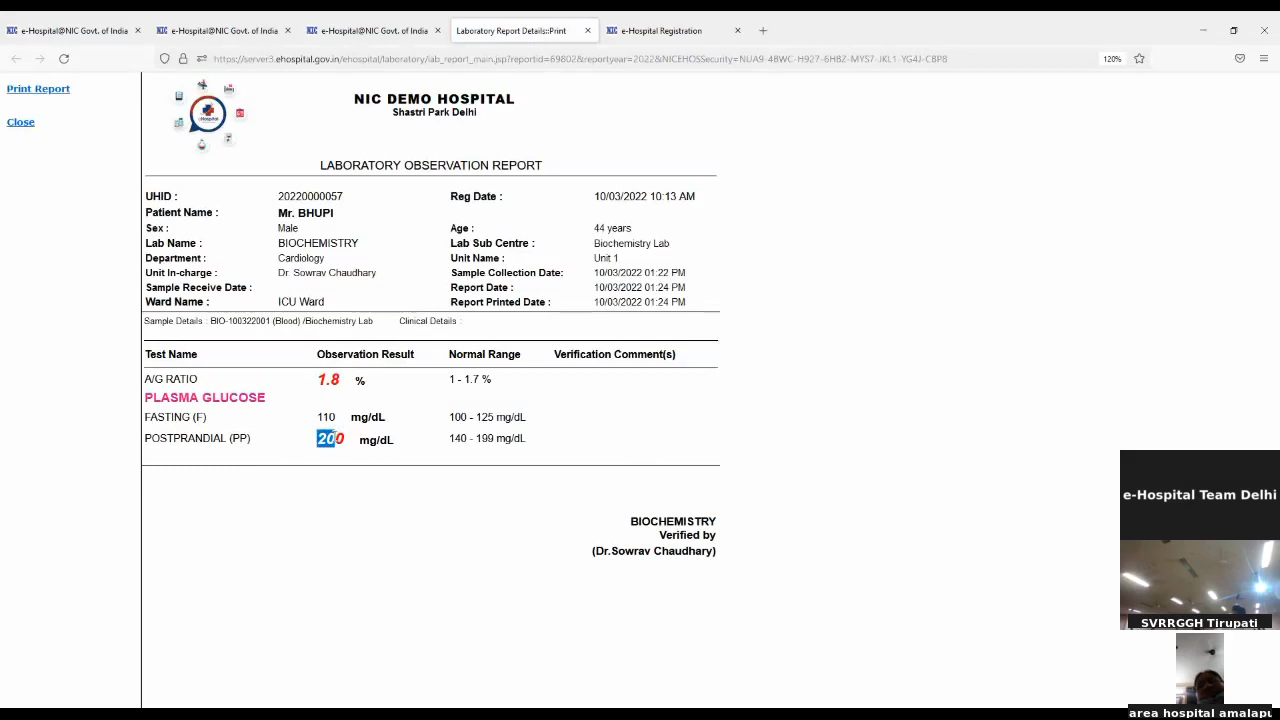 e-Hospital@NIC Govt. of India e-Hospital@NIC Govt. of India e-Hospital@NIC Govt. of India Laboratory Report Details::Print e-Hospital Registration
120%
Print Report
Close
NIC DEMO HOSPITAL
Shastri Park Delhi
LABORATORY OBSERVATION REPORT
UHID : 20220000057 Reg Date : 10/03/2022 10:13 AM
Patient Name : Mr. BHUPI
Sex : Male Age : 44 years
Lab Name : BIOCHEMISTRY Lab Sub Centre : Biochemistry Lab
Department : Cardiology Unit Name : Unit 1
Unit In-charge : Dr. Sowrav Chaudhary Sample Collection Date: 10/03/2022 01:22 PM
Sample Receive Date : Report Date : 10/03/2022 01:24 PM
Ward Name : ICU Ward Report Printed Date : 10/03/2022 01:24 PM
Sample Details : BIO-100322001 (Blood) /Biochemistry Lab Clinical Details :
Test Name Observation Result Normal Range Verification Comment(s)
A/G RATIO 1.8 % 1 - 1.7 %
PLASMA GLUCOSE
FASTING (F) 110 mg/dL 100 - 125 mg/dL
POSTPRANDIAL (PP) 200 mg/dL 140 - 199 mg/dL
BIOCHEMISTRY
Verified by
(Dr.Sowrav Chaudhary)
e-Hospital Team Delhi
SVRRGGH Tirupati
area hospital amalapu